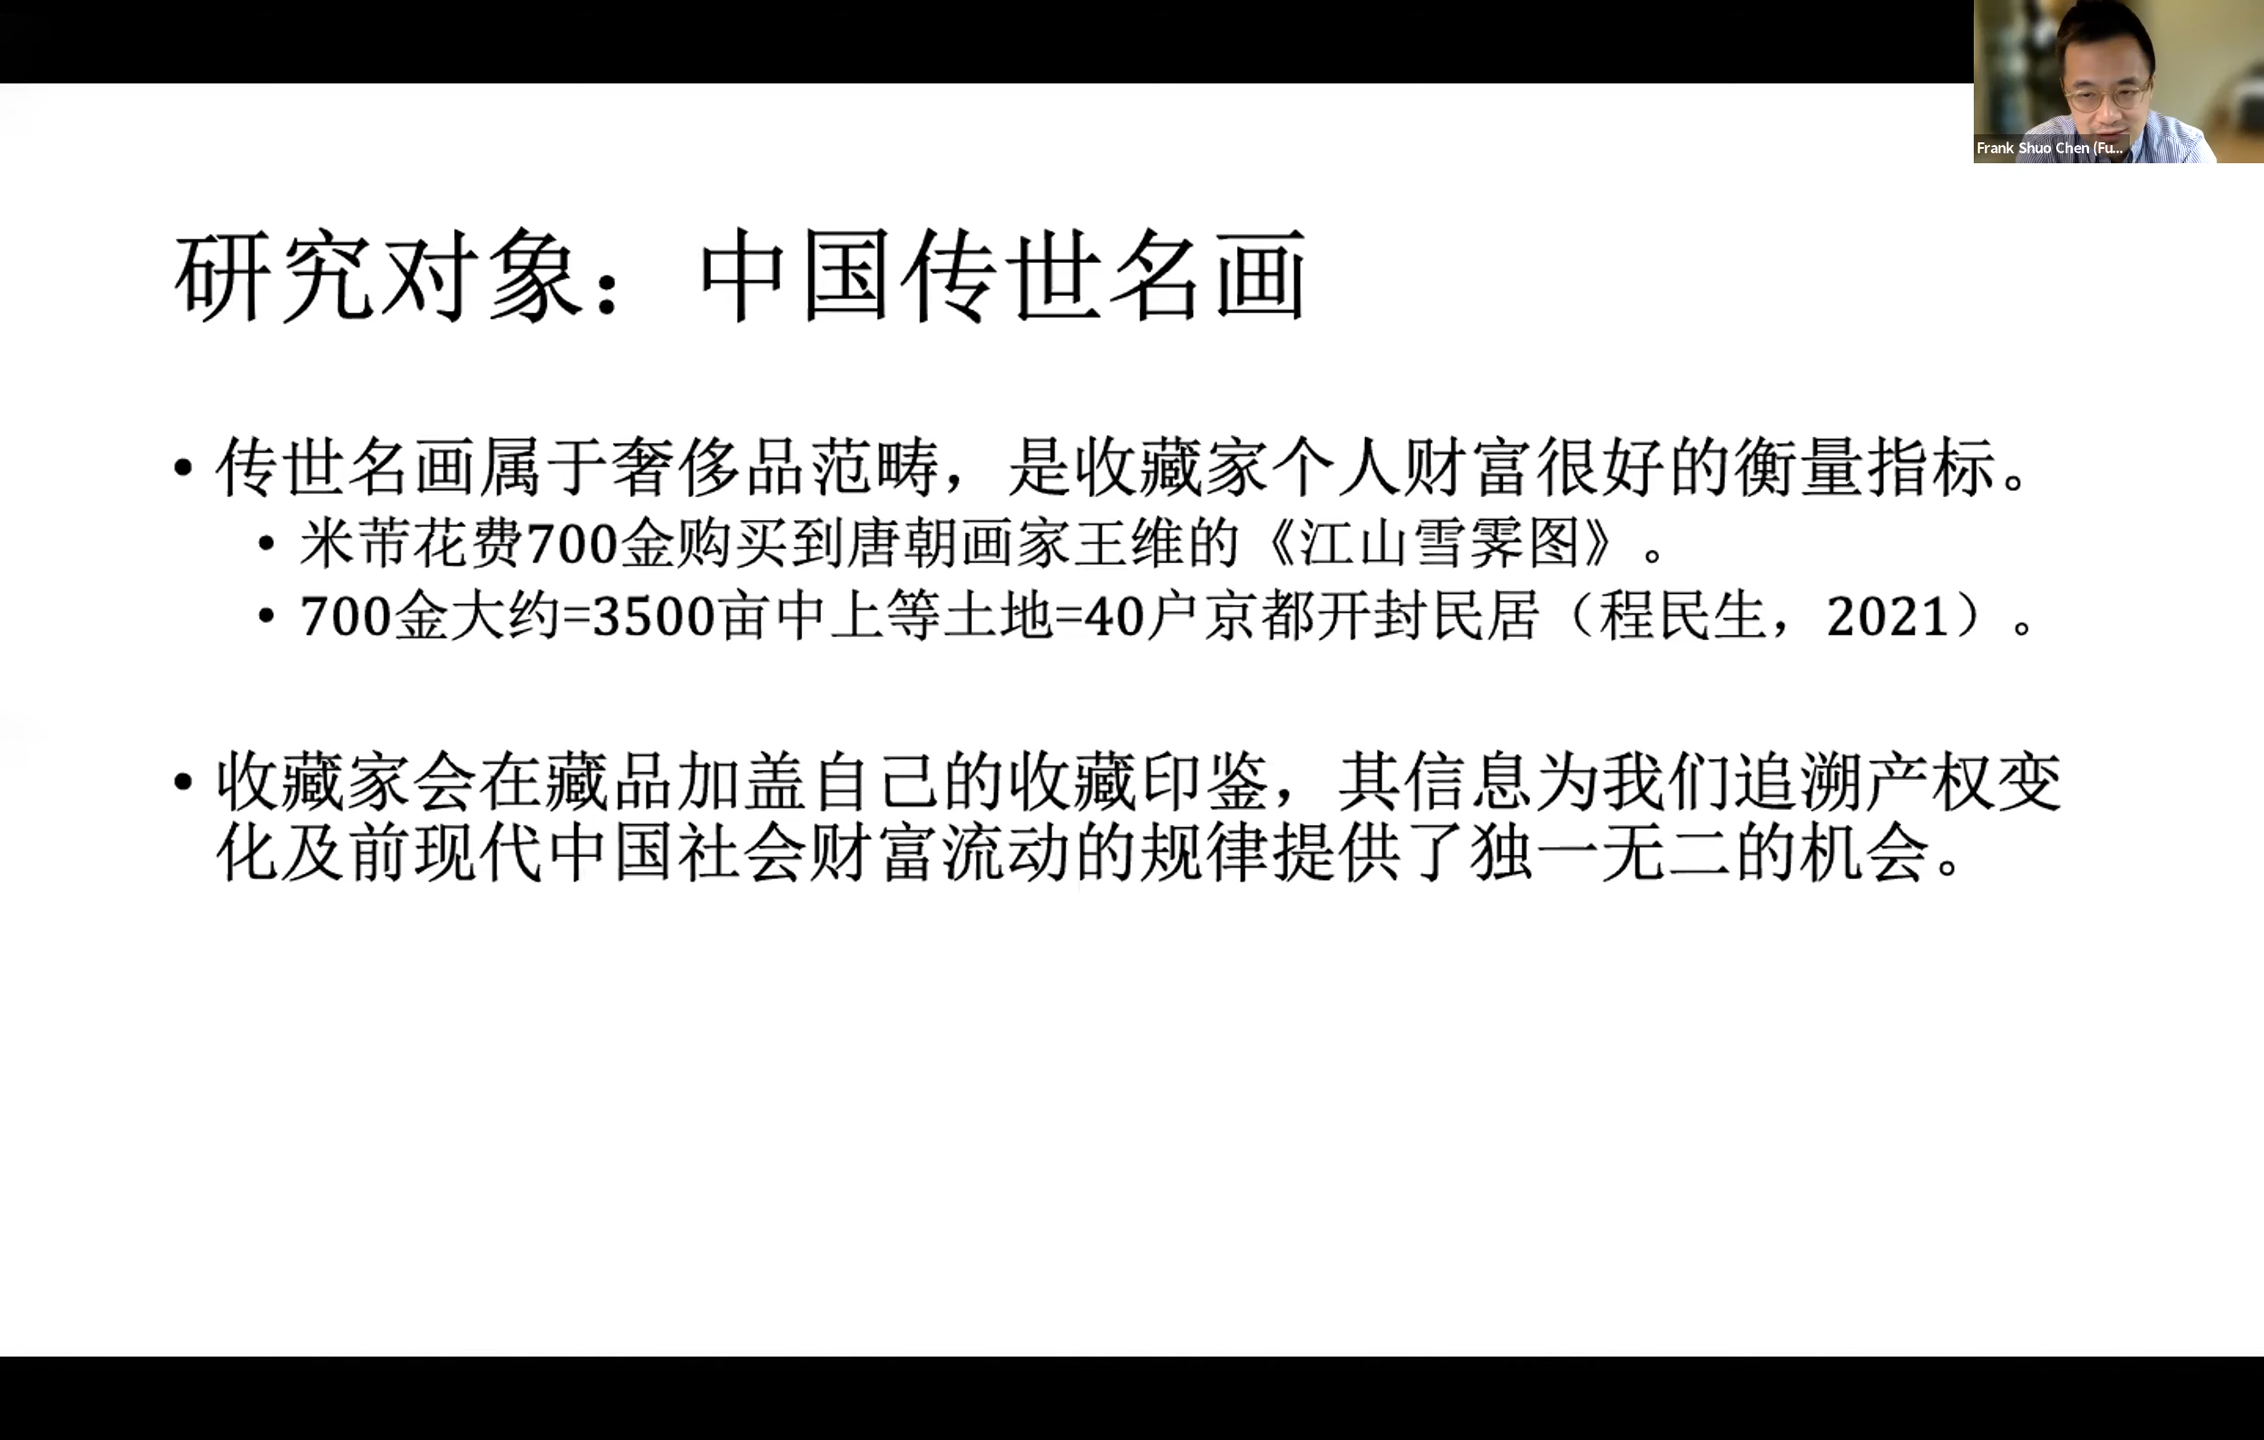 Frank Shuo Chen (Fu...
研究对象：中国传世名画
• 传世名画属于奢侈品范畴，是收藏家个人财富很好的衡量指标。
• 米芾花费700金购买到唐朝画家王维的《江山雪霁图》。
• 700金大约=3500亩中上等土地=40户京都开封民居（程民生，2021）。
• 收藏家会在藏品加盖自己的收藏印鉴，其信息为我们追溯产权变
化及前现代中国社会财富流动的规律提供了独一无二的机会。